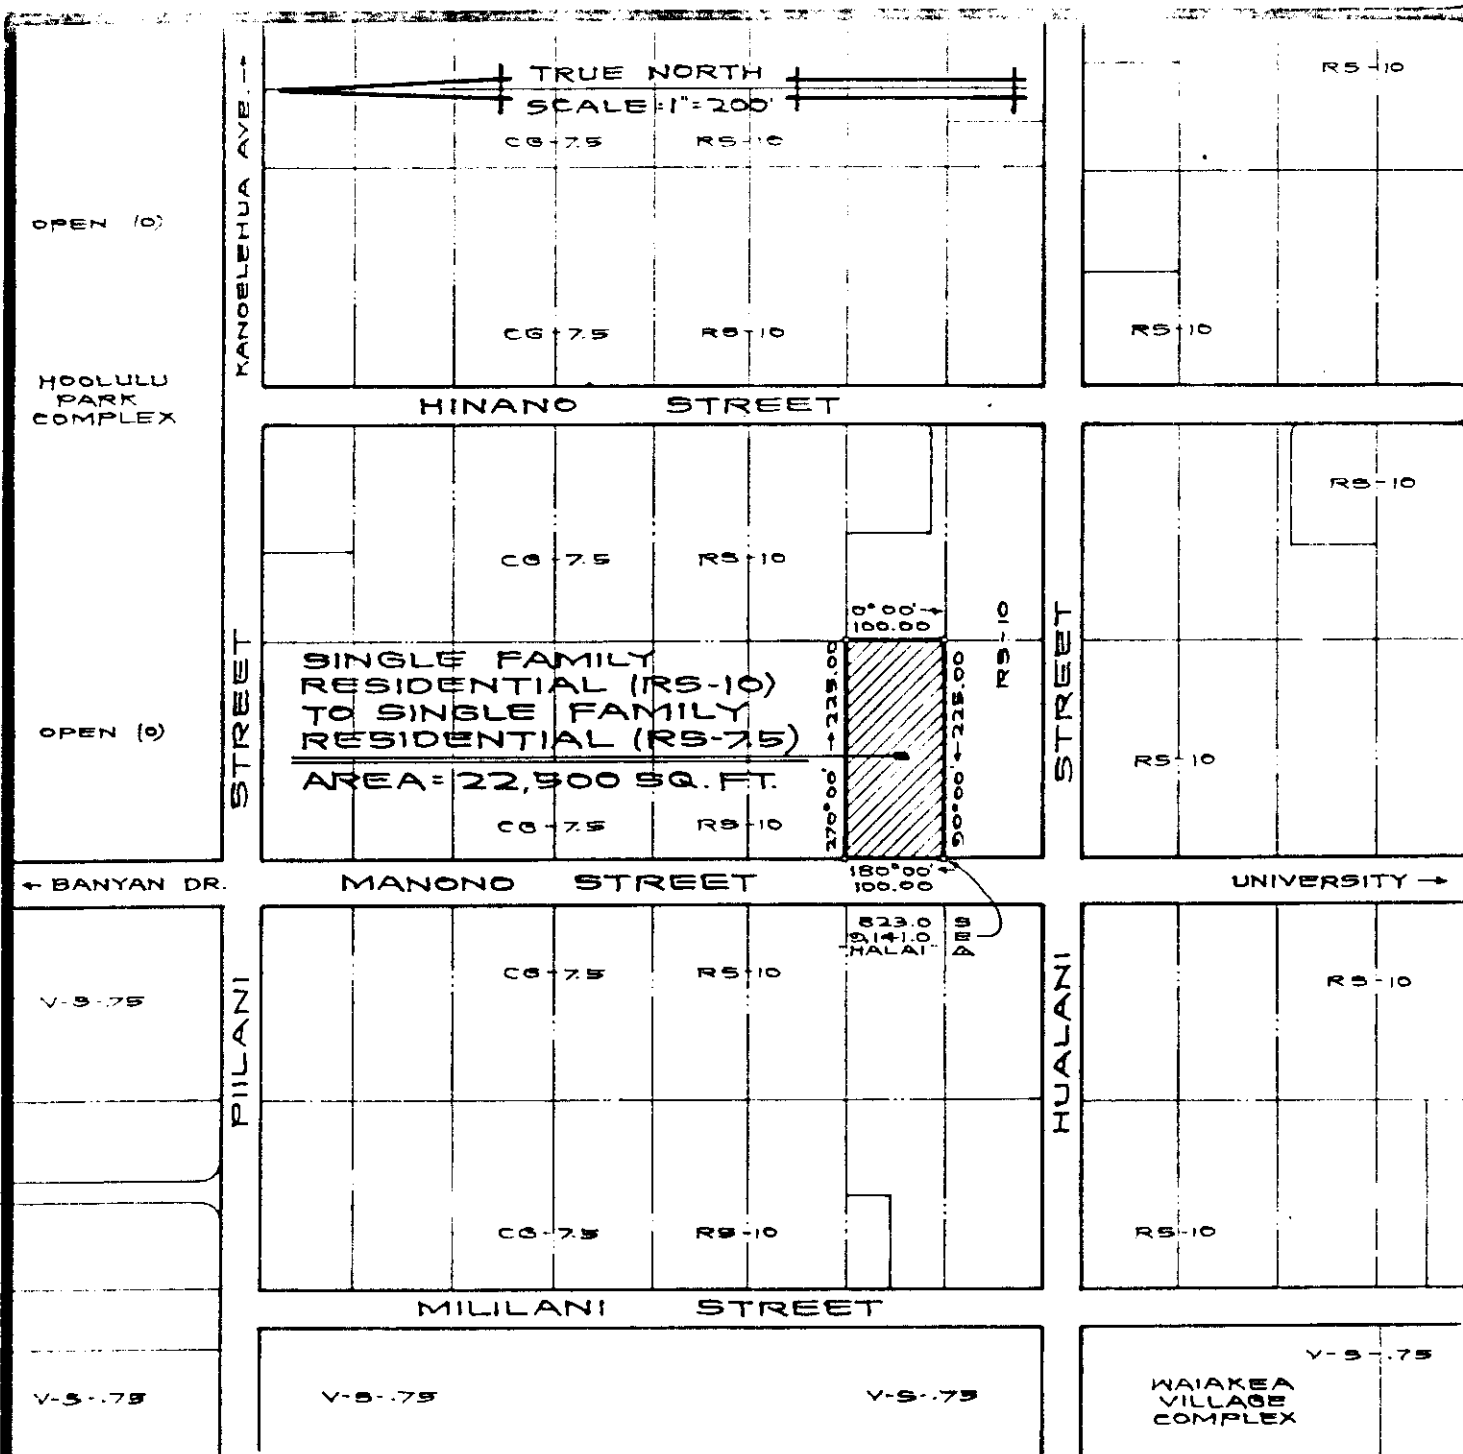 TRUE NORTH
SCALE: 1" = 200'
RS-10
KANOELEHUA AVE. →
CG-7.5
RS-10
OPEN (O)
CG-7.5
RS-10
RS-10
HOOLULU
PARK
COMPLEX
HINANO STREET
RS-10
CG-7.5
RS-10
0°00' →
100.00
RS-10
STREET
STREET
SINGLE FAMILY
RESIDENTIAL (RS-10)
TO SINGLE FAMILY
RESIDENTIAL (RS-7.5)
AREA = 22,500 SQ. FT.
270°00' → 225.00
90°00' ← 225.00
OPEN (O)
RS-10
CG-7.5
RS-10
← BANYAN DR.
MANONO STREET
180°00' ←
100.00
UNIVERSITY →
823.0 S
9,141.0 E
"HALAI" Δ
CG-7.5
RS-10
RS-10
V-S-.75
PIILANI
HUALANI
CG-7.5
RS-10
RS-10
MILILANI STREET
V-S-.75
V-S-.75
V-S-.75
V-S-.75
WAIAKEA
VILLAGE
COMPLEX